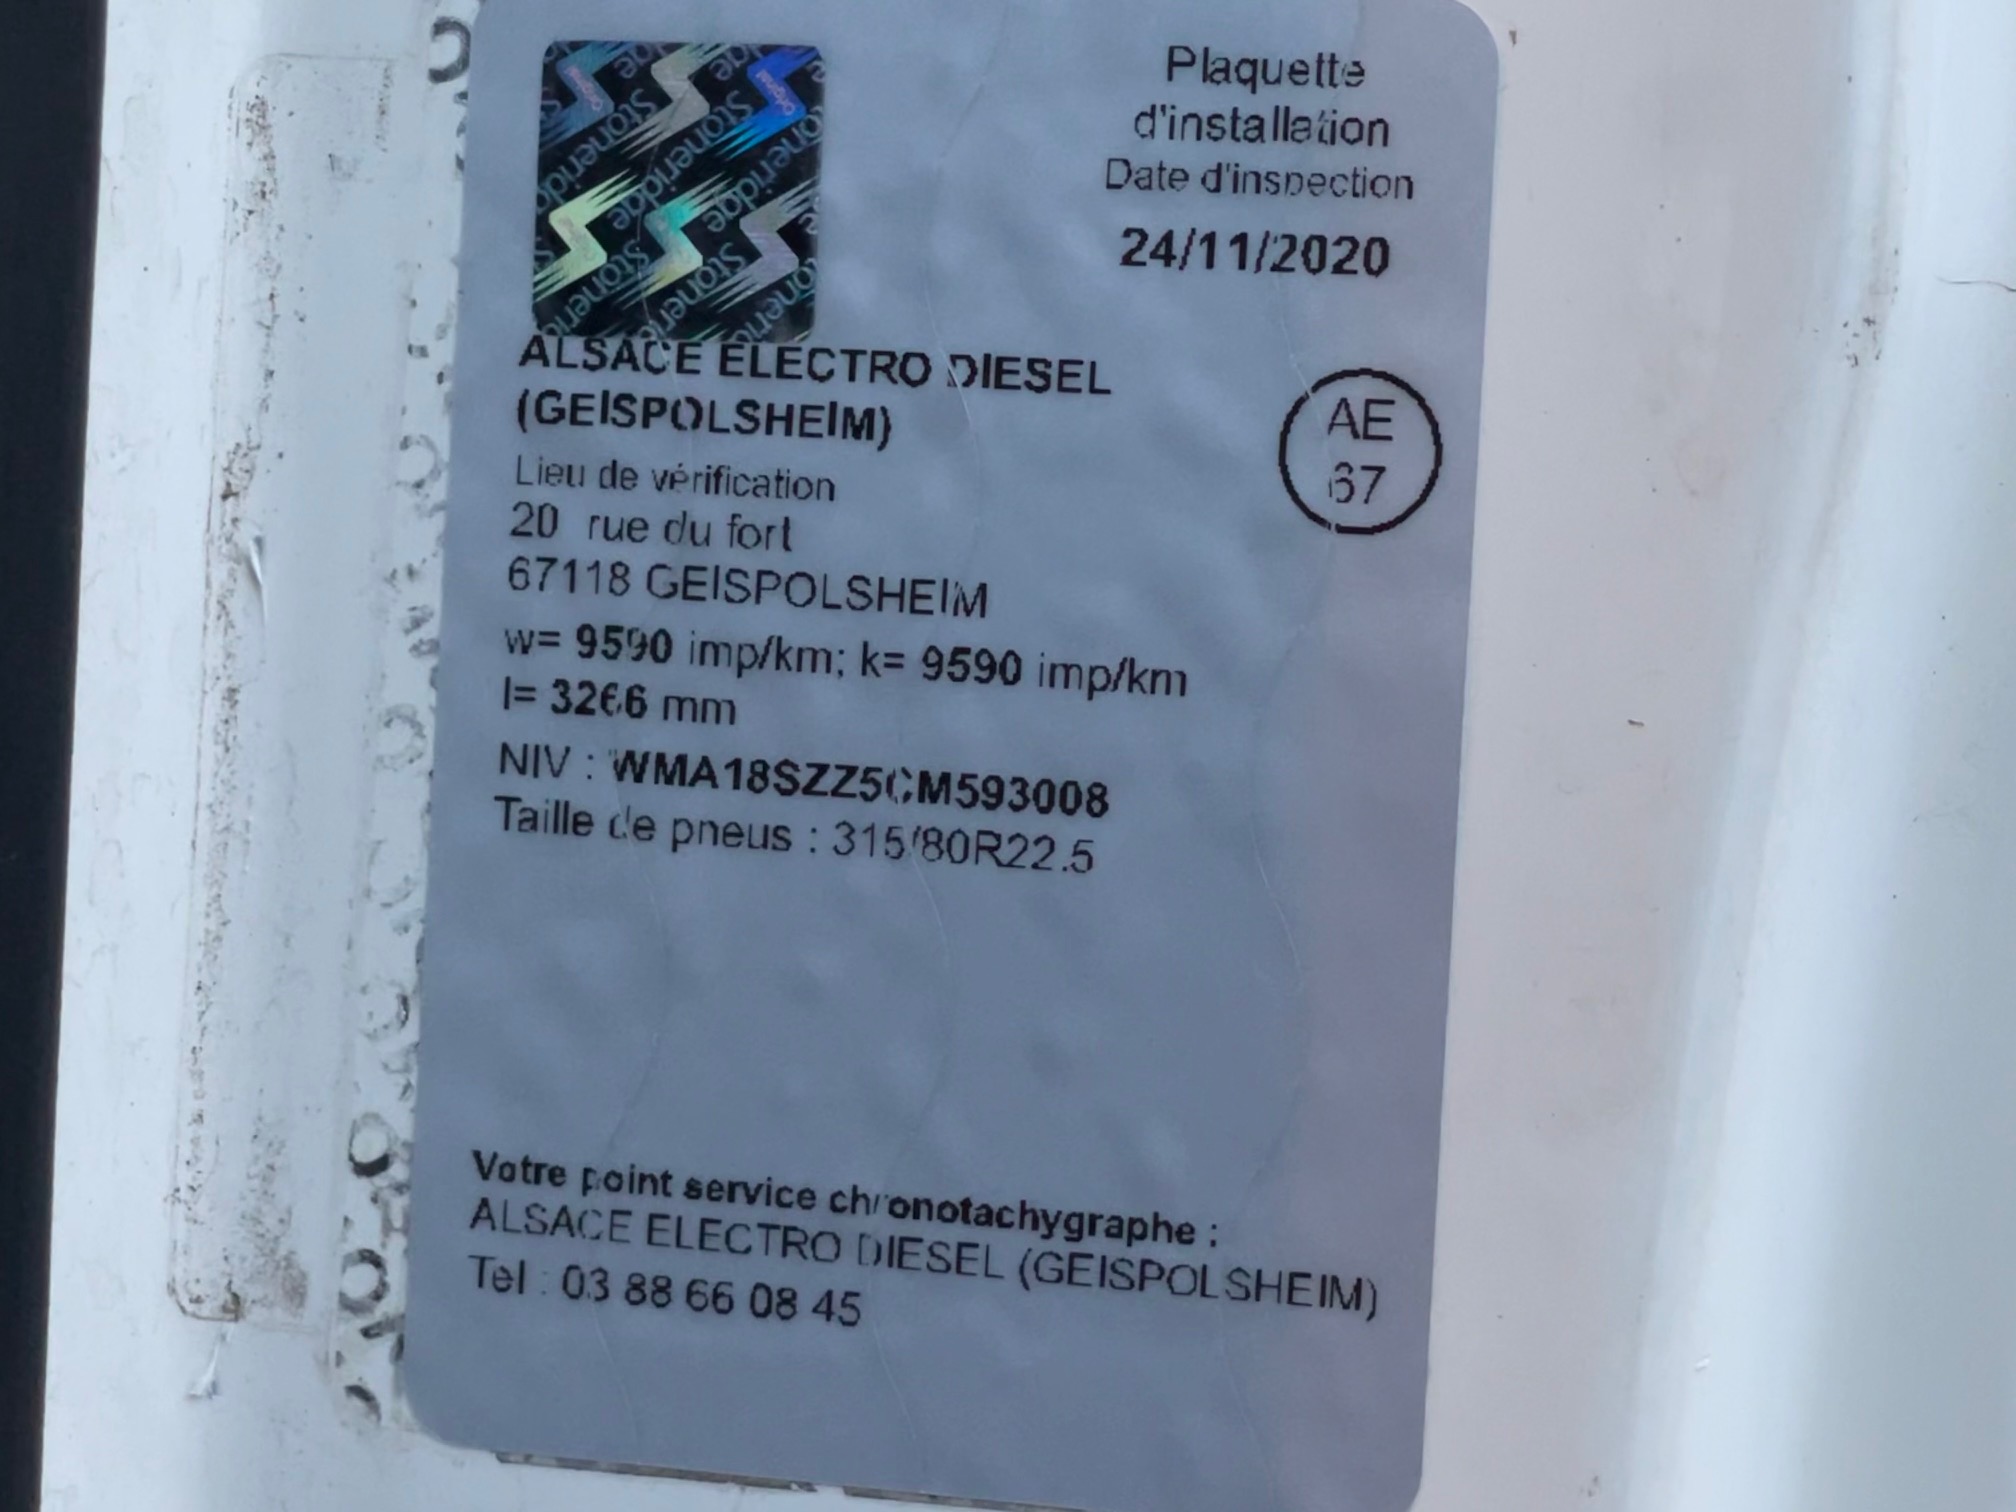 Plaquette
d'installation
Date d'inspection
24/11/2020
Stoneridge
ALSACE ELECTRO DIESEL
(GEISPOLSHEIM)
AE
67
Lieu de vérification
20 rue du fort
67118 GEISPOLSHEIM
w= 9590 imp/km; k= 9590 imp/km
l= 3266 mm
NIV : WMA18SZZ5CM593008
Taille de pneus : 315/80R22.5
Votre point service chronotachygraphe :
ALSACE ELECTRO DIESEL (GEISPOLSHEIM)
Tel : 03 88 66 08 45